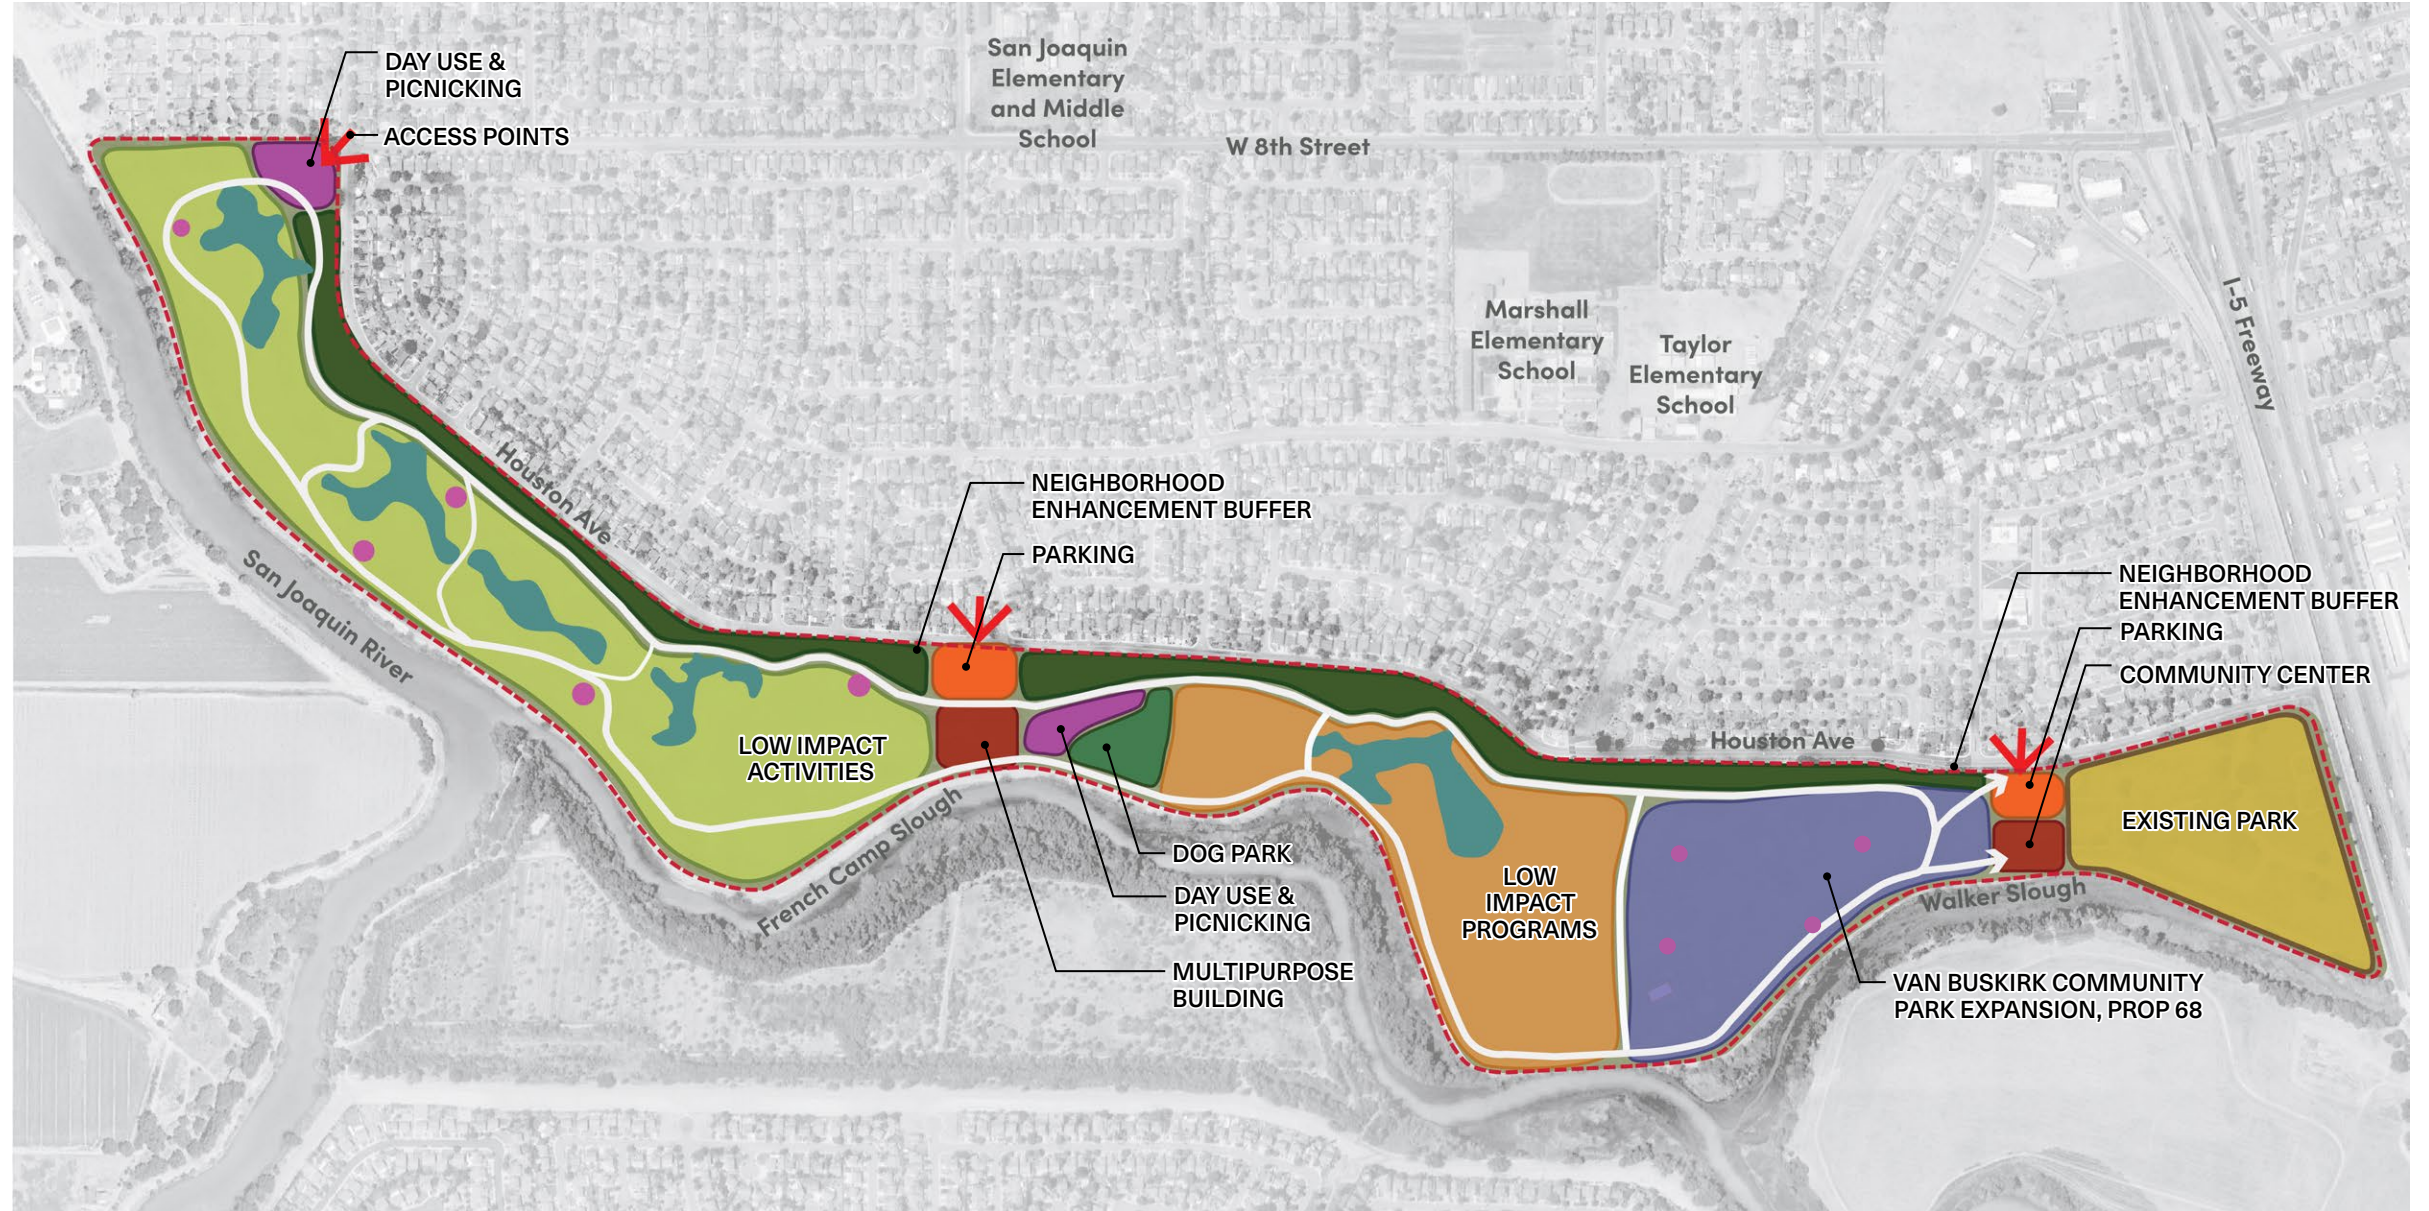 DAY USE &
PICNICKING
ACCESS POINTS
San Joaquin
Elementary
and Middle
School
W 8th Street
Marshall
Elementary
School
Taylor
Elementary
School
I-5 Freeway
Houston Ave
San Joaquin River
NEIGHBORHOOD
ENHANCEMENT BUFFER
PARKING
NEIGHBORHOOD
ENHANCEMENT BUFFER
PARKING
COMMUNITY CENTER
Houston Ave
LOW IMPACT
ACTIVITIES
EXISTING PARK
French Camp Slough
DOG PARK
DAY USE &
PICNICKING
MULTIPURPOSE
BUILDING
LOW
IMPACT
PROGRAMS
Walker Slough
VAN BUSKIRK COMMUNITY
PARK EXPANSION, PROP 68